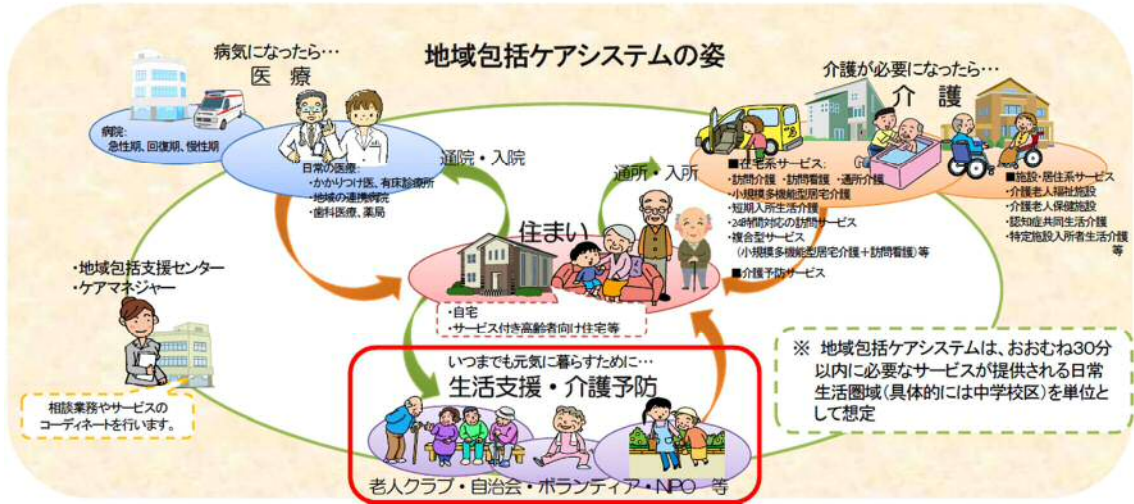 地域包括ケアシステムの姿
病気になったら…
医 療
病院:
急性期、回復期、慢性期
日常の医療:
・かかりつけ医、有床診療所
・地域の連携病院
・歯科医療、薬局
通院・入院
通所・入所
介護が必要になったら…
介 護
■在宅系サービス:
・訪問介護 ・訪問看護 ・通所介護
・小規模多機能型居宅介護
・短期入所生活介護
・24時間対応の訪問サービス
・複合型サービス
(小規模多機能型居宅介護+訪問看護)等
■介護予防サービス
■施設・居住系サービス
・介護老人福祉施設
・介護老人保健施設
・認知症共同生活介護
・特定施設入所者生活介護
等
住まい
・自宅
・サービス付き高齢者向け住宅等
・地域包括支援センター
・ケアマネジャー
相談業務やサービスの
コーディネートを行います。
いつまでも元気に暮らすために…
生活支援・介護予防
老人クラブ・自治会・ボランティア・NPO 等
※ 地域包括ケアシステムは、おおむね30分
以内に必要なサービスが提供される日常
生活圏域(具体的には中学校区)を単位と
して想定